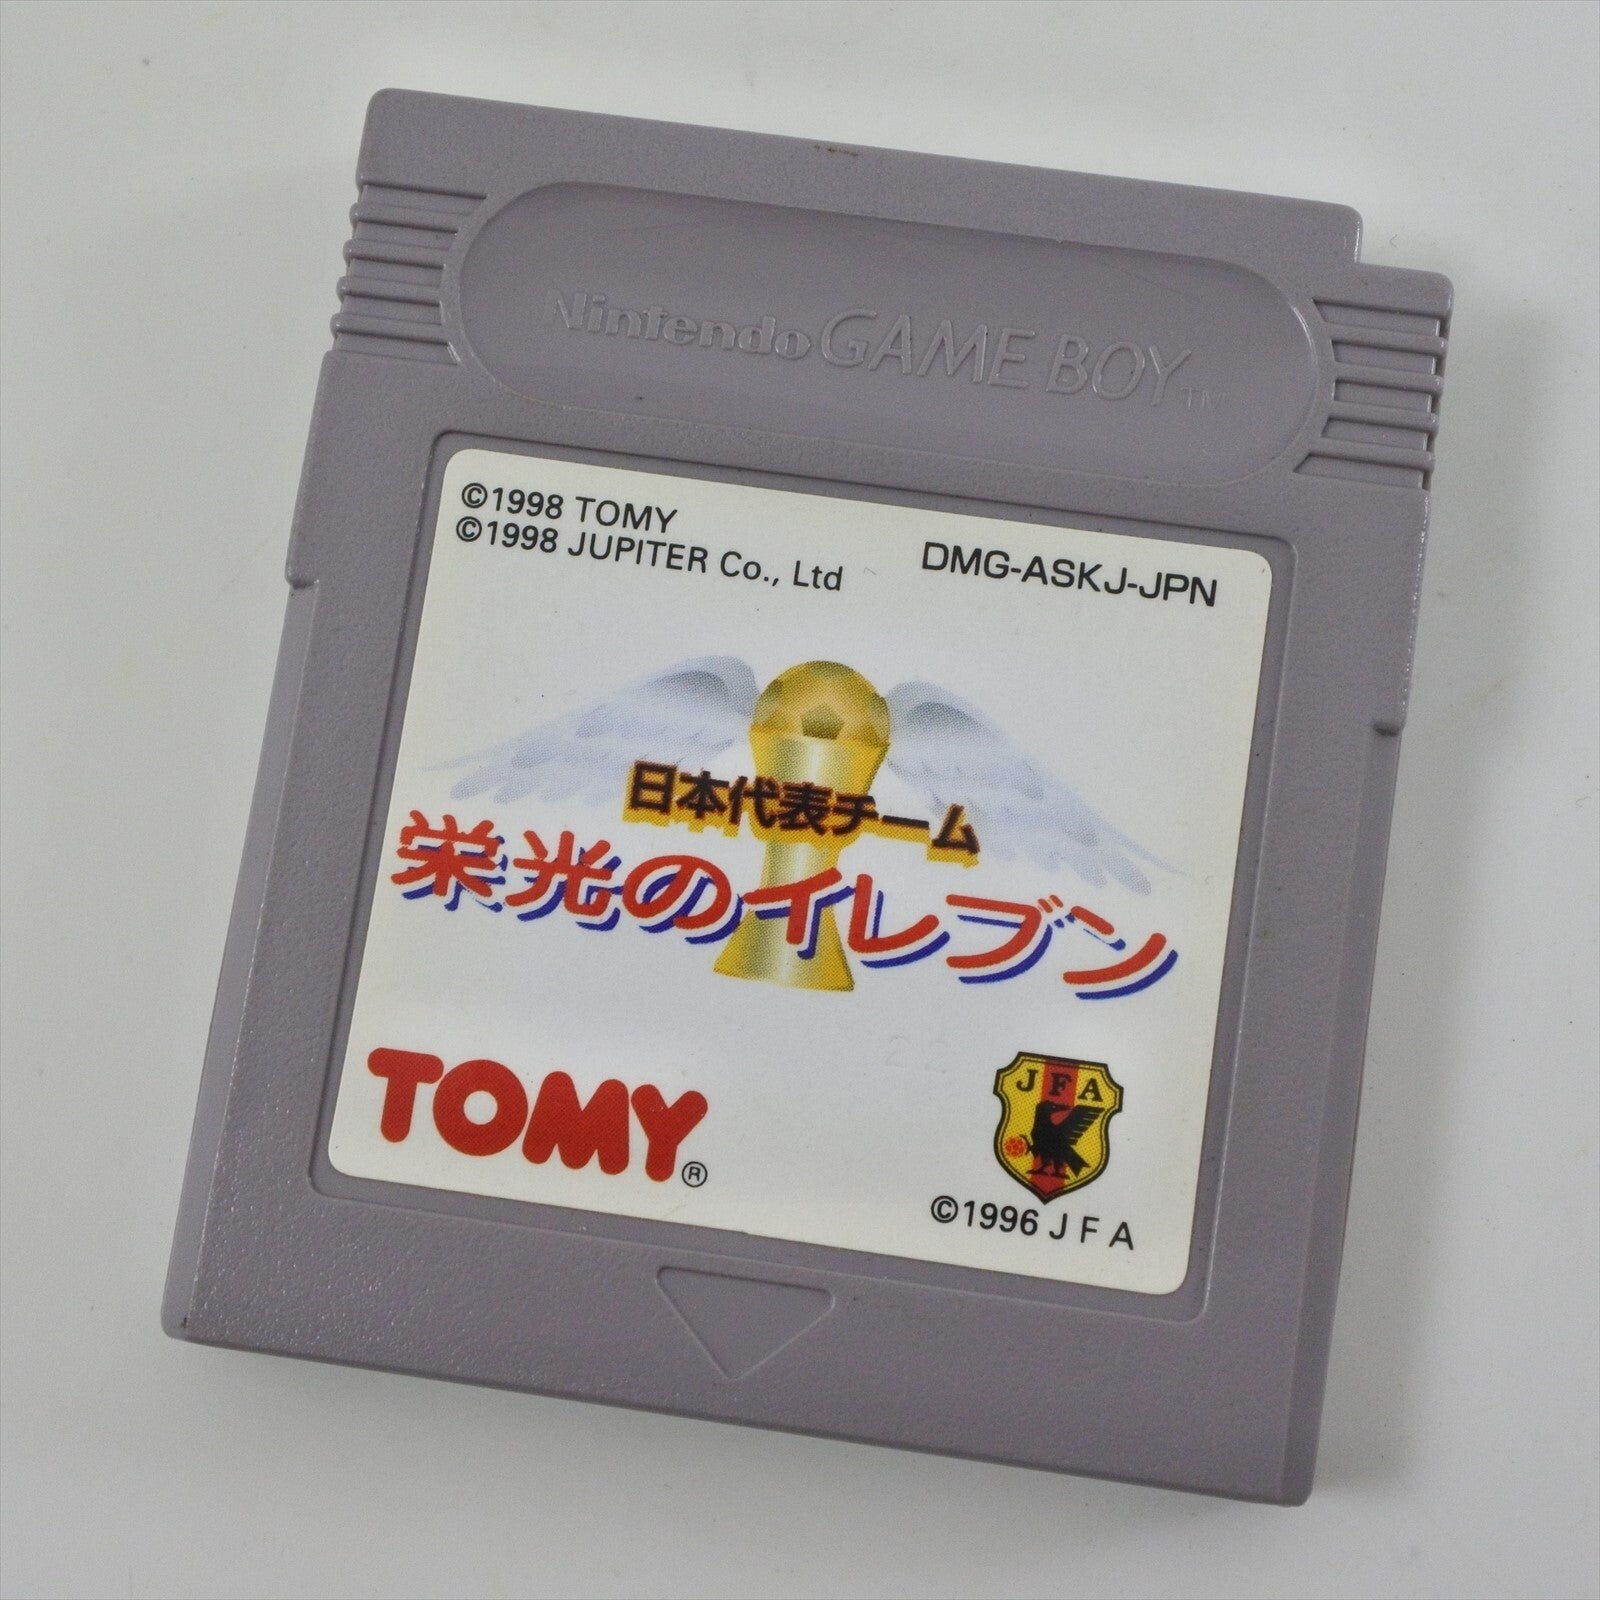 Nintendo GAME BOY TM
©1998 TOMY
©1998 JUPITER Co., Ltd
DMG-ASKJ-JPN
日本代表チーム
栄光のイレブン
TOMY®
JFA
©1996 J F A